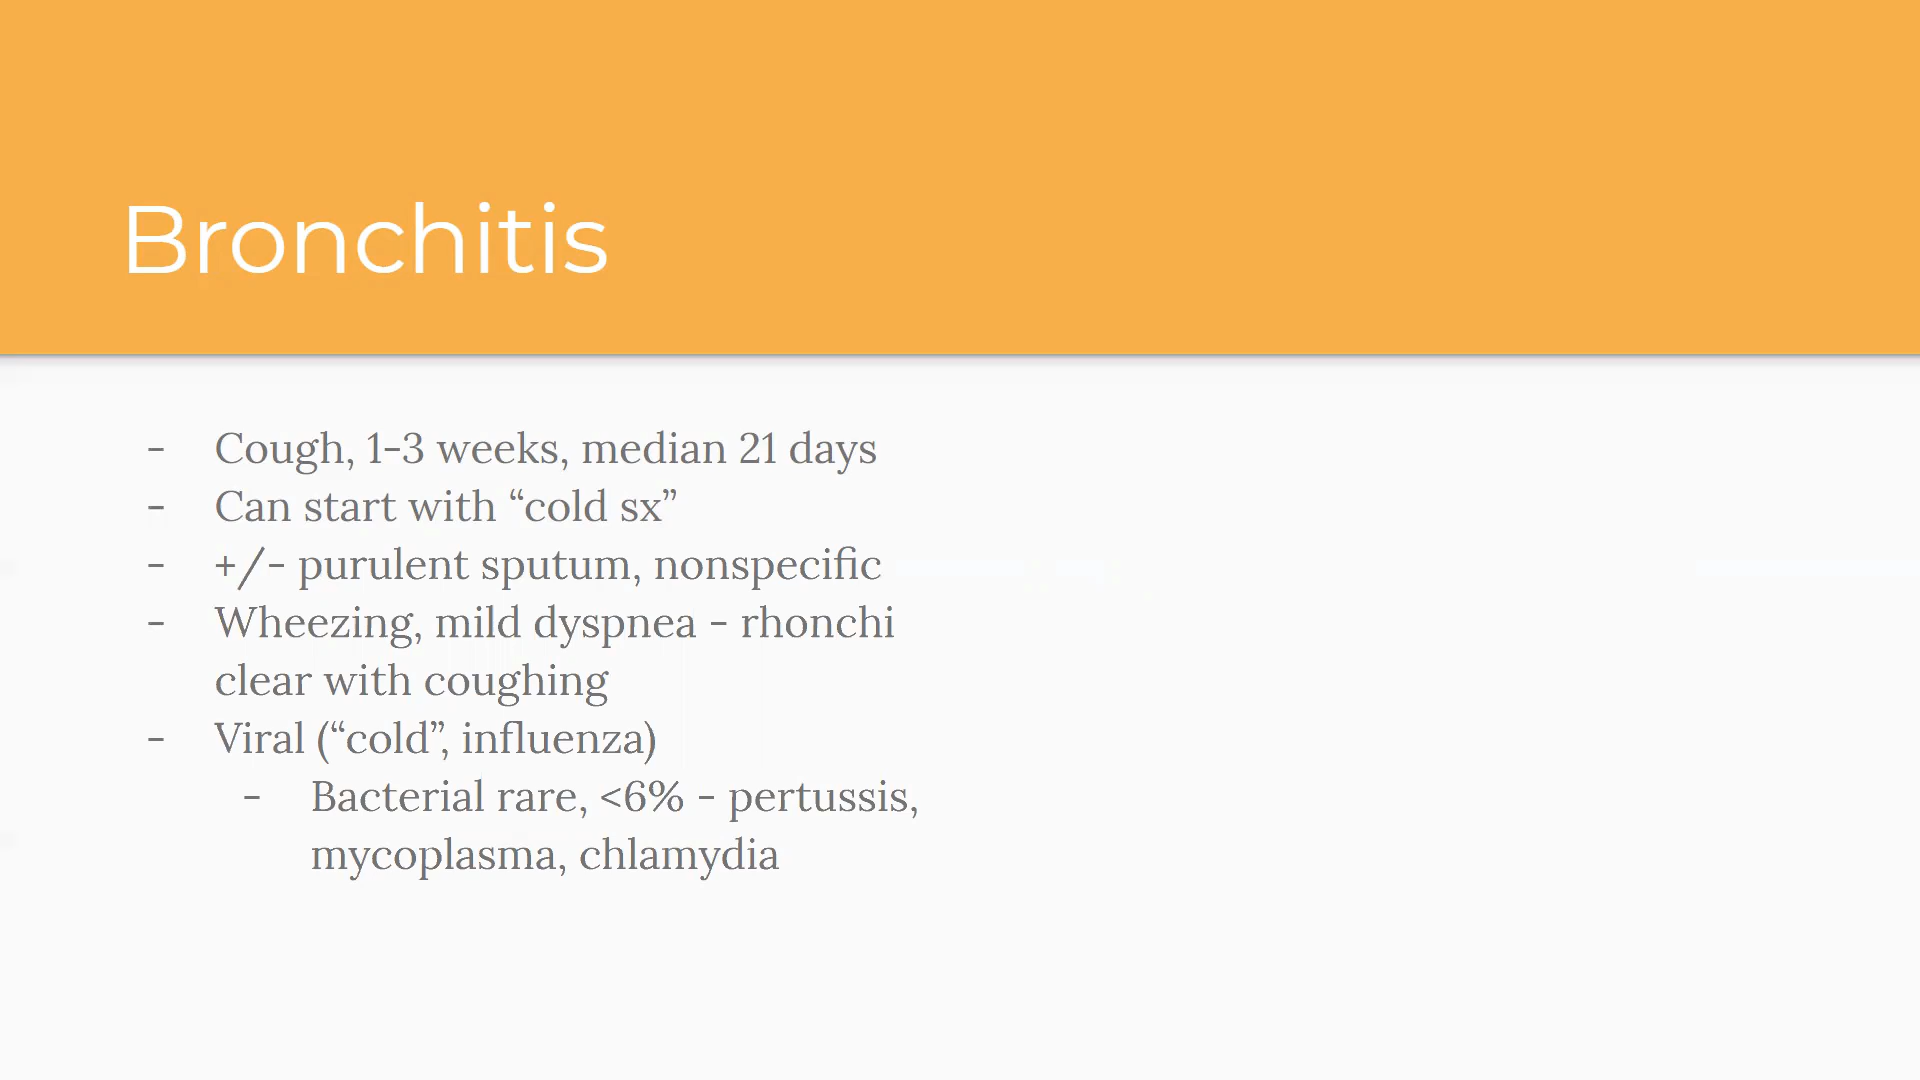 Bronchitis
- Cough, 1-3 weeks, median 21 days
- Can start with “cold sx”
- +/- purulent sputum, nonspecific
- Wheezing, mild dyspnea - rhonchi
clear with coughing
- Viral (“cold”, influenza)
- Bacterial rare, <6% - pertussis,
mycoplasma, chlamydia